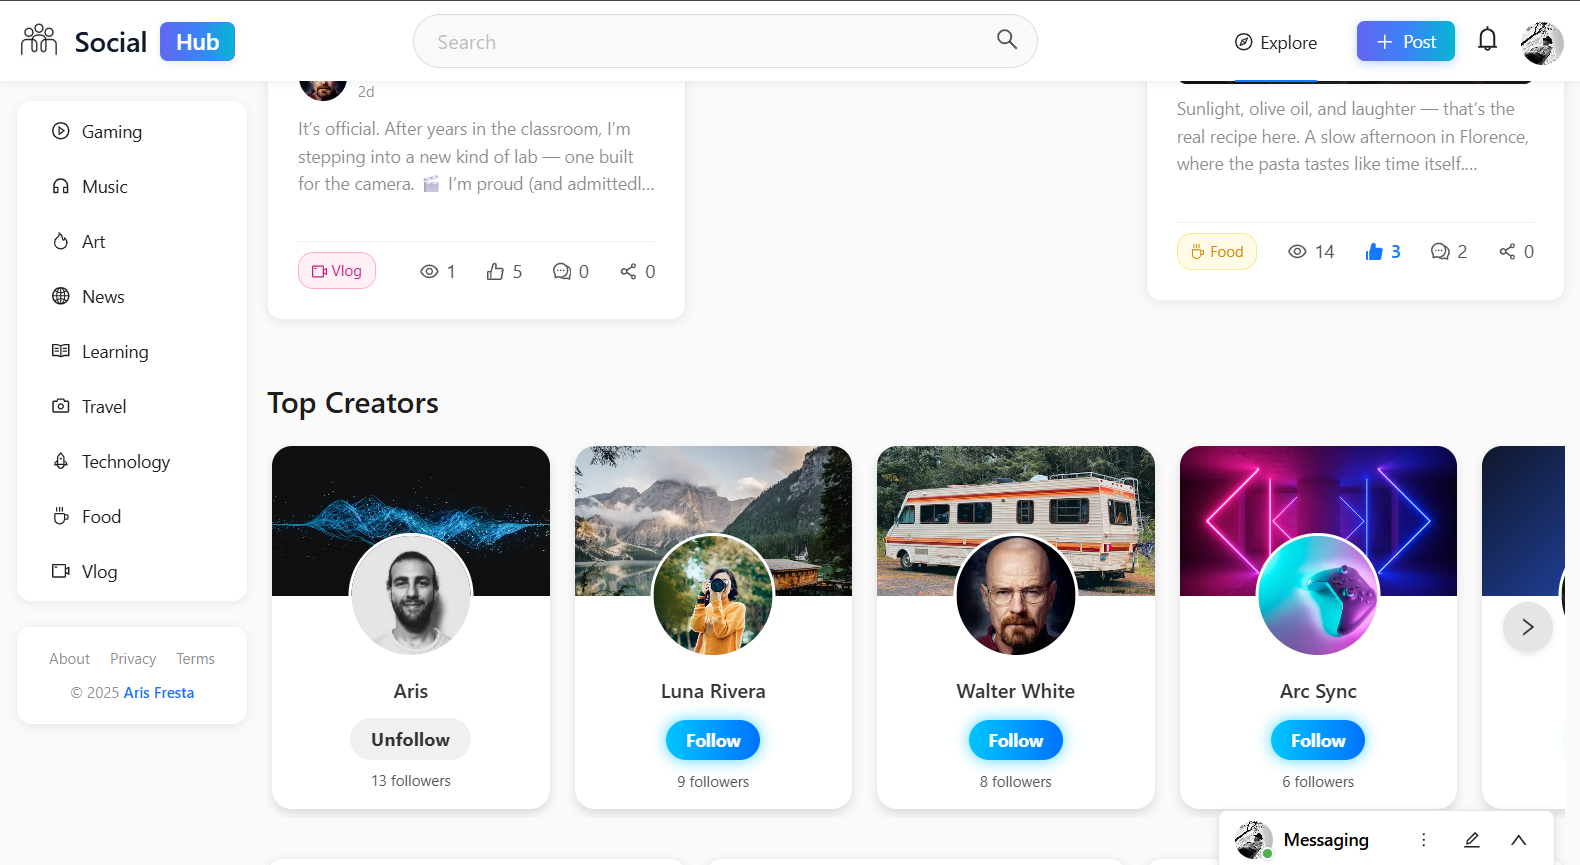 Social Hub
Search
Explore
Post
Gaming
Music
Art
News
Learning
Travel
Technology
Food
Vlog
About Privacy Terms
© 2025 Aris Fresta
2d
It’s official. After years in the classroom, I’m
stepping into a new kind of lab — one built
for the camera. 🎬 I’m proud (and admittedl...
Vlog 1 5 0 0
Sunlight, olive oil, and laughter — that’s the
real recipe here. A slow afternoon in Florence,
where the pasta tastes like time itself....
Food 14 3 2 0
Top Creators
Aris
Unfollow
13 followers
Luna Rivera
Follow
9 followers
Walter White
Follow
8 followers
Arc Sync
Follow
6 followers
Messaging